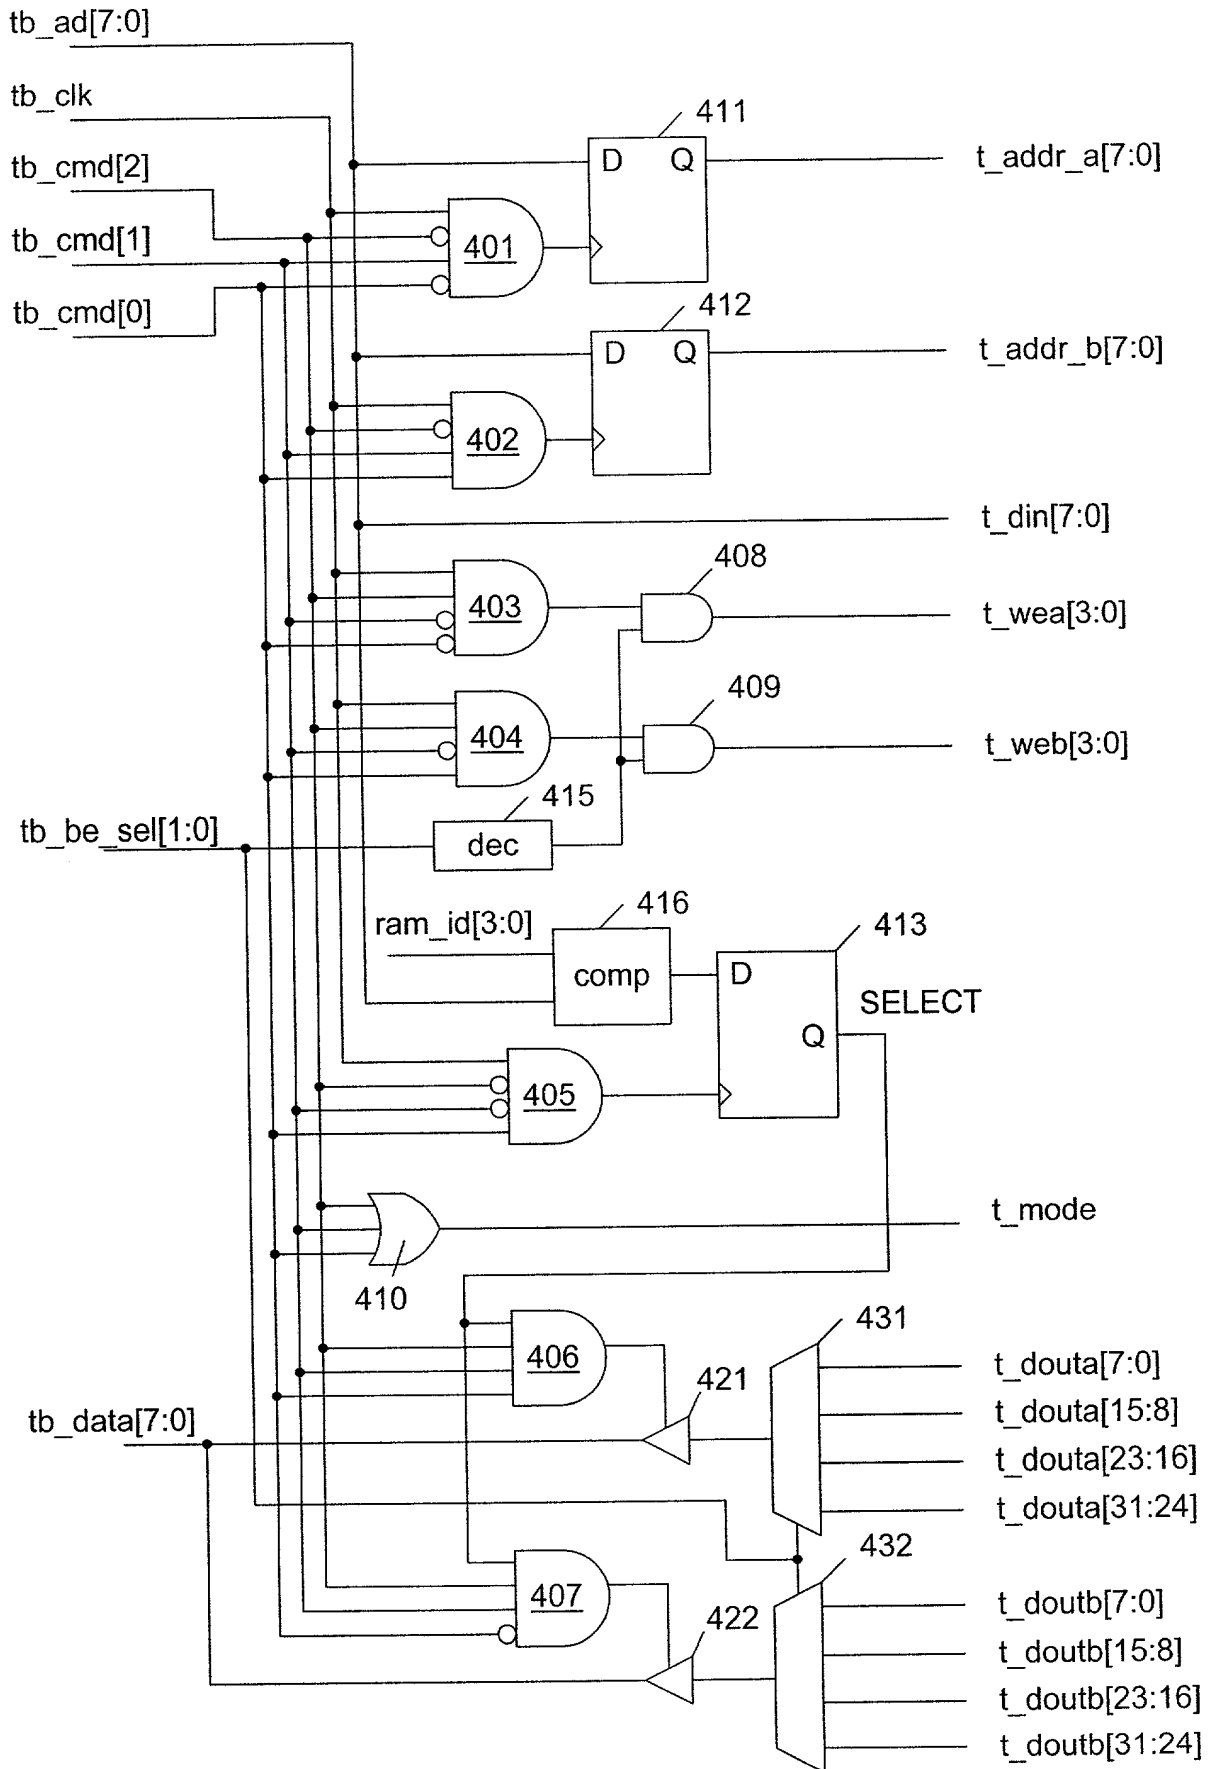 tb_ad[7:0]
tb_clk
411
tb_cmd[2]
D Q
t_addr_a[7:0]
tb_cmd[1]
401
tb_cmd[0]
412
D Q
t_addr_b[7:0]
402
t_din[7:0]
408
403
t_wea[3:0]
409
404
t_web[3:0]
415
tb_be_sel[1:0]
dec
416
ram_id[3:0]
413
comp
D
SELECT
Q
405
t_mode
410
431
406
t_douta[7:0]
421
tb_data[7:0]
t_douta[15:8]
t_douta[23:16]
t_douta[31:24]
432
407
t_doutb[7:0]
422
t_doutb[15:8]
t_doutb[23:16]
t_doutb[31:24]